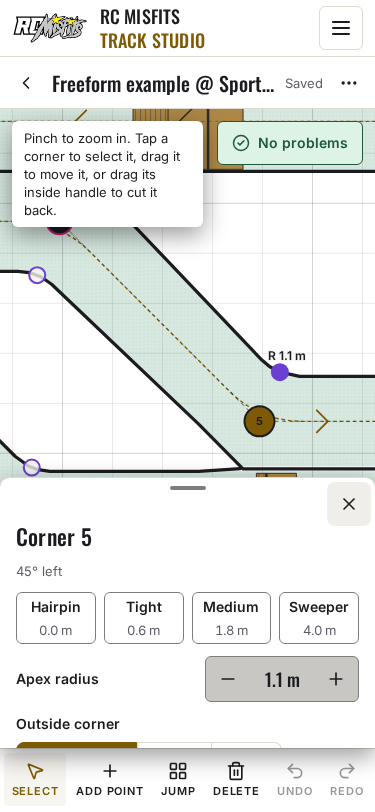 RC Misfits
RC MISFITS
TRACK STUDIO
Freeform example @ Sport...
Saved
Pinch to zoom in. Tap a
corner to select it, drag it
to move it, or drag its
inside handle to cut it
back.
No problems
R 1.1 m
5
Corner 5
45° left
Hairpin
0.0 m
Tight
0.6 m
Medium
1.8 m
Sweeper
4.0 m
Apex radius
1.1 m
Outside corner
SELECT
ADD POINT
JUMP
DELETE
UNDO
REDO